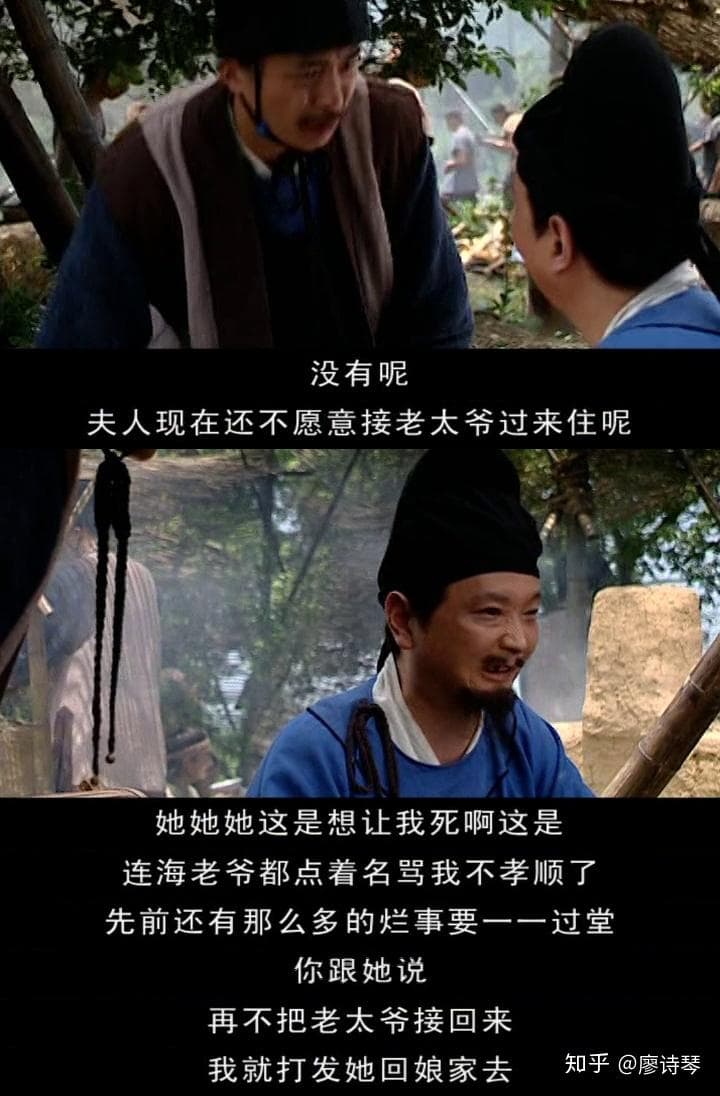 没有呢
夫人现在还不愿意接老太爷过来住呢
她她她这是想让我死啊这是
连海老爷都点着名骂我不孝顺了
先前还有那么多的烂事要一一过堂
你跟她说
再不把老太爷接回来
我就打发她回娘家去
知乎 @廖诗琴